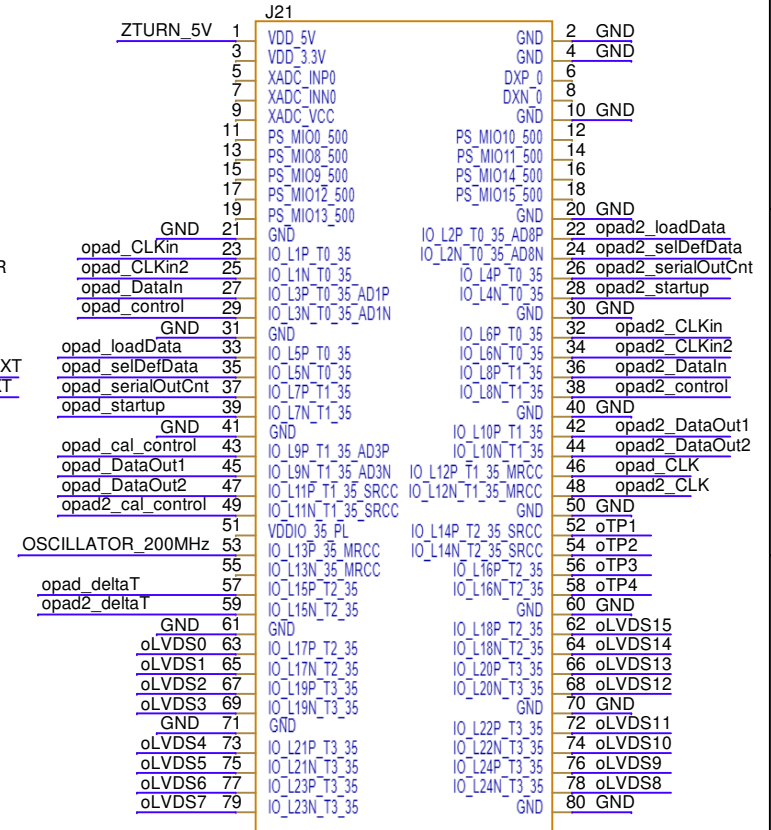 J21
ZTURN_5V 1 VDD_5V GND 2 GND
3 VDD_3.3V GND 4 GND
5 XADC_INP0 DXP_0 6
7 XADC_INN0 DXN_0 8
9 XADC_VCC GND 10 GND
11 PS_MIO0_500 PS_MIO10_500 12
13 PS_MIO8_500 PS_MIO11_500 14
15 PS_MIO9_500 PS_MIO14_500 16
17 PS_MIO12_500 PS_MIO15_500 18
19 PS_MIO13_500 GND 20 GND
GND 21 GND IO_L2P_T0_35_AD8P 22 opad2_loadData
opad_CLKin 23 IO_L1P_T0_35 IO_L2N_T0_35_AD8N 24 opad2_selDefData
R opad_CLKin2 25 IO_L1N_T0_35 IO_L4P_T0_35 26 opad2_serialOutCnt
opad_DataIn 27 IO_L3P_T0_35_AD1P IO_L4N_T0_35 28 opad2_startup
opad_control 29 IO_L3N_T0_35_AD1N GND 30 GND
GND 31 GND IO_L6P_T0_35 32 opad2_CLKin
opad_loadData 33 IO_L5P_T0_35 IO_L6N_T0_35 34 opad2_CLKin2
XT opad_selDefData 35 IO_L5N_T0_35 IO_L8P_T1_35 36 opad2_DataIn
T opad_serialOutCnt 37 IO_L7P_T1_35 IO_L8N_T1_35 38 opad2_control
opad_startup 39 IO_L7N_T1_35 GND 40 GND
GND 41 GND IO_L10P_T1_35 42 opad2_DataOut1
opad_cal_control 43 IO_L9P_T1_35_AD3P IO_L10N_T1_35 44 opad2_DataOut2
opad_DataOut1 45 IO_L9N_T1_35_AD3N IO_L12P_T1_35_MRCC 46 opad_CLK
opad_DataOut2 47 IO_L11P_T1_35_SRCC IO_L12N_T1_35_MRCC 48 opad2_CLK
opad2_cal_control 49 IO_L11N_T1_35_SRCC GND 50 GND
51 VDDIO_35_PL IO_L14P_T2_35_SRCC 52 oTP1
OSCILLATOR_200MHz 53 IO_L13P_35_MRCC IO_L14N_T2_35_SRCC 54 oTP2
55 IO_L13N_35_MRCC IO_L16P_T2_35 56 oTP3
opad_deltaT 57 IO_L15P_T2_35 IO_L16N_T2_35 58 oTP4
opad2_deltaT 59 IO_L15N_T2_35 GND 60 GND
GND 61 GND IO_L18P_T2_35 62 oLVDS15
oLVDS0 63 IO_L17P_T2_35 IO_L18N_T2_35 64 oLVDS14
oLVDS1 65 IO_L17N_T2_35 IO_L20P_T3_35 66 oLVDS13
oLVDS2 67 IO_L19P_T3_35 IO_L20N_T3_35 68 oLVDS12
oLVDS3 69 IO_L19N_T3_35 GND 70 GND
GND 71 GND IO_L22P_T3_35 72 oLVDS11
oLVDS4 73 IO_L21P_T3_35 IO_L22N_T3_35 74 oLVDS10
oLVDS5 75 IO_L21N_T3_35 IO_L24P_T3_35 76 oLVDS9
oLVDS6 77 IO_L23P_T3_35 IO_L24N_T3_35 78 oLVDS8
oLVDS7 79 IO_L23N_T3_35 GND 80 GND